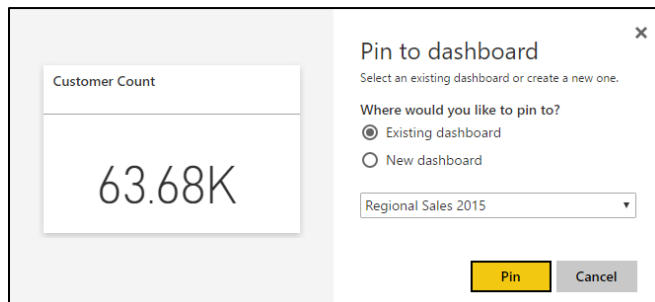 Customer Count
63.68K
Pin to dashboard
Select an existing dashboard or create a new one.
Where would you like to pin to?
Existing dashboard
New dashboard
Regional Sales 2015
Pin
Cancel